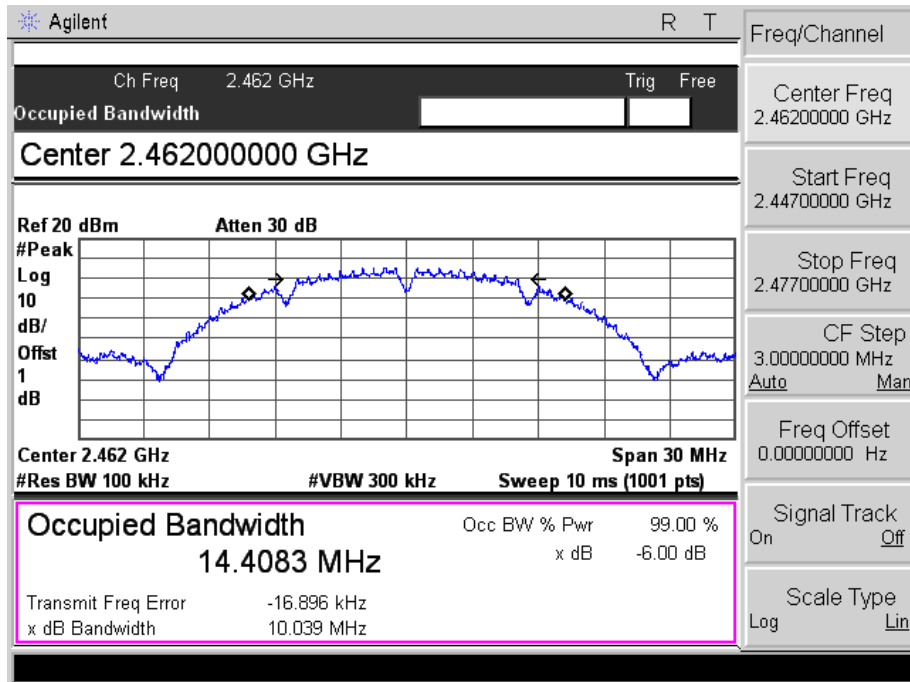 Agilent R T
Ch Freq 2.462 GHz Trig Free
Occupied Bandwidth
Center 2.462000000 GHz
Ref 20 dBm Atten 30 dB
#Peak
Log
10
dB/
Offst
1
dB
Center 2.462 GHz Span 30 MHz
#Res BW 100 kHz #VBW 300 kHz Sweep 10 ms (1001 pts)
Occupied Bandwidth
14.4083 MHz
Occ BW % Pwr 99.00 %
x dB -6.00 dB
Transmit Freq Error -16.896 kHz
x dB Bandwidth 10.039 MHz
Freq/Channel
Center Freq
2.46200000 GHz
Start Freq
2.44700000 GHz
Stop Freq
2.47700000 GHz
CF Step
3.00000000 MHz
Auto Man
Freq Offset
0.00000000 Hz
Signal Track
On Off
Scale Type
Log Lin